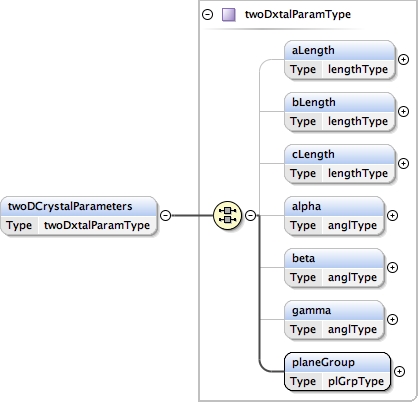 twoDxtalParamType
aLength
Type lengthType
bLength
Type lengthType
cLength
Type lengthType
twoDCrystalParameters
Type twoDxtalParamType
alpha
Type anglType
beta
Type anglType
gamma
Type anglType
planeGroup
Type plGrpType